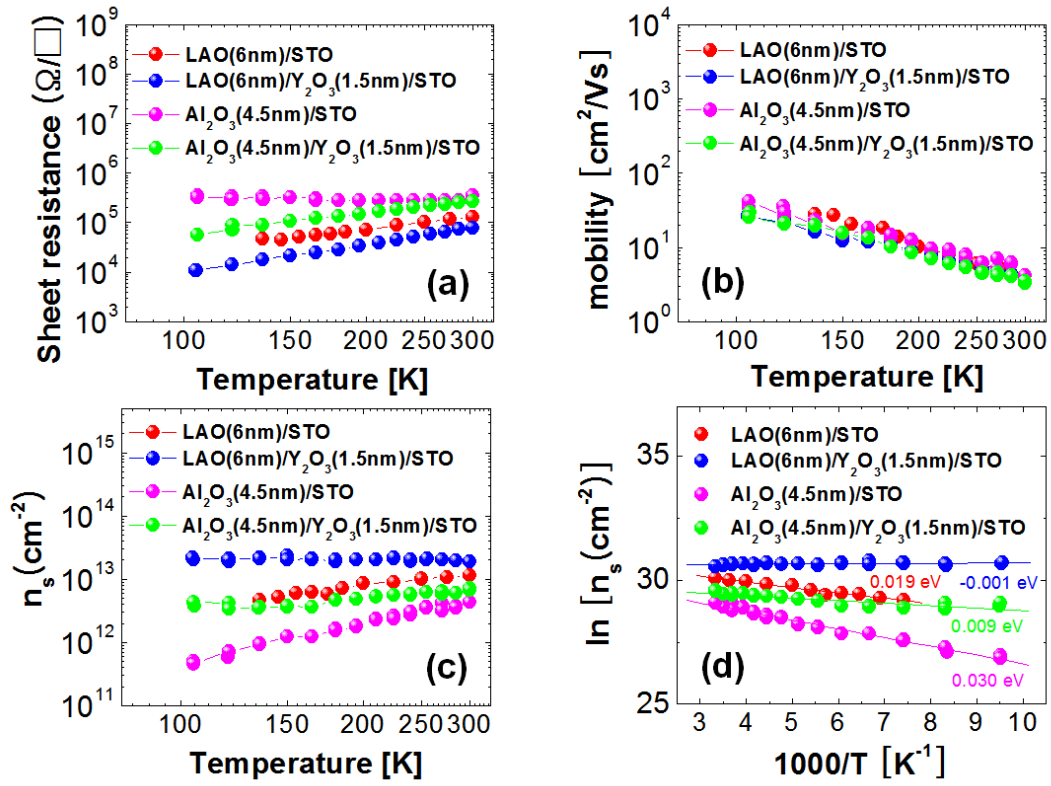 Sheet resistance (Ω/□)
10⁹
10⁸
10⁷
10⁶
10⁵
10⁴
10³
LAO(6nm)/STO
LAO(6nm)/Y₂O₃(1.5nm)/STO
Al₂O₃(4.5nm)/STO
Al₂O₃(4.5nm)/Y₂O₃(1.5nm)/STO
(a)
100 150 200 250 300
Temperature [K]
mobility [cm²/Vs]
10⁴
10³
10²
10¹
10⁰
LAO(6nm)/STO
LAO(6nm)/Y₂O₃(1.5nm)/STO
Al₂O₃(4.5nm)/STO
Al₂O₃(4.5nm)/Y₂O₃(1.5nm)/STO
(b)
100 150 200 250 300
Temperature [K]
nₛ(cm⁻²)
10¹⁵
10¹⁴
10¹³
10¹²
10¹¹
LAO(6nm)/STO
LAO(6nm)/Y₂O₃(1.5nm)/STO
Al₂O₃(4.5nm)/STO
Al₂O₃(4.5nm)/Y₂O₃(1.5nm)/STO
(c)
100 150 200 250 300
Temperature [K]
ln [nₛ(cm⁻²)]
35
30
25
LAO(6nm)/STO
LAO(6nm)/Y₂O₃(1.5nm)/STO
Al₂O₃(4.5nm)/STO
Al₂O₃(4.5nm)/Y₂O₃(1.5nm)/STO
0.019 eV
-0.001 eV
0.009 eV
0.030 eV
(d)
3 4 5 6 7 8 9 10
1000/T [K⁻¹]